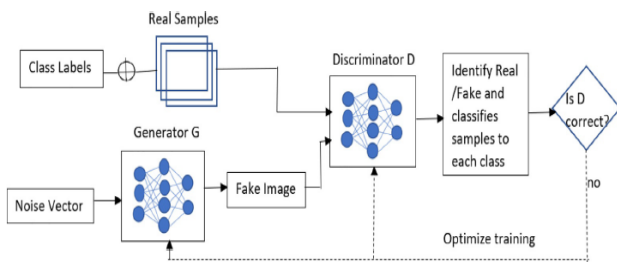 Real Samples
Class Labels
Discriminator D
Identify Real
/Fake and
classifies
samples to
each class
Is D
correct?
Generator G
Noise Vector
Fake Image
no
Optimize training